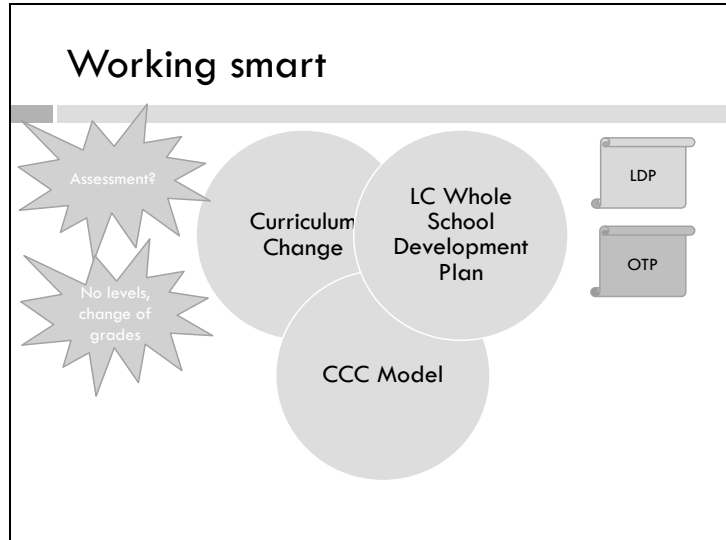 Working smart
Assessment?
No levels,
change of
grades
Curriculum
Change
LC Whole
School
Development
Plan
CCC Model
LDP
OTP